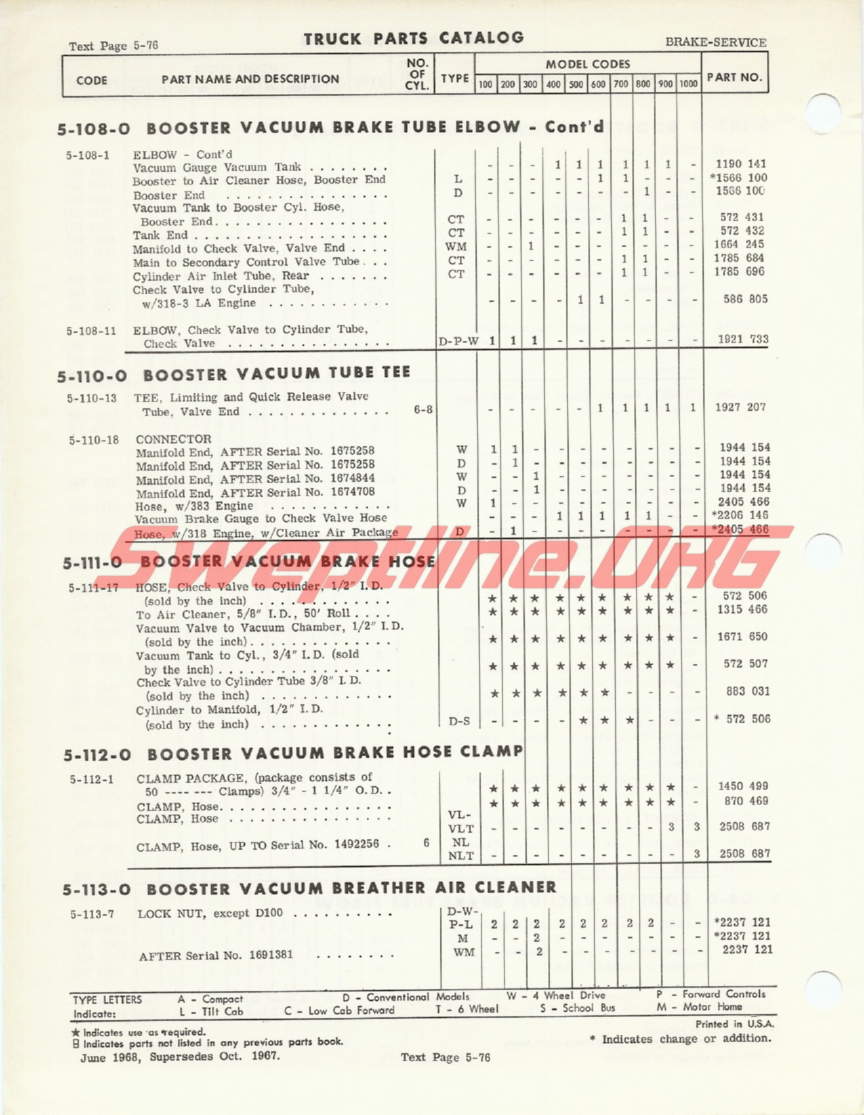 Text Page 5-76 TRUCK PARTS CATALOG BRAKE-SERVICE
CODE PART NAME AND DESCRIPTION NO. OF CYL. TYPE MODEL CODES PART NO.
100 200 300 400 500 600 700 800 900 1000
5-108-0 BOOSTER VACUUM BRAKE TUBE ELBOW - Cont'd
5-108-1 ELBOW - Cont'd
Vacuum Gauge Vacuum Tank . . . . . . . . - - - 1 1 1 1 1 1 - 1190 141
Booster to Air Cleaner Hose, Booster End L - - - - - 1 1 - - - *1566 100
Booster End . . . . . . . . . . . . . D - - - - - - - 1 - - 1566 100
Vacuum Tank to Booster Cyl. Hose,
Booster End. . . . . . . . . . . . . . . . . CT - - - - - - 1 1 - - 572 431
Tank End . . . . . . . . . . . . . . . . . . . CT - - - - - - 1 1 - - 572 432
Manifold to Check Valve, Valve End . . . . WM - - 1 - - - - - - - 1664 245
Main to Secondary Control Valve Tube . . . CT - - - - - - 1 1 - - 1785 684
Cylinder Air Inlet Tube, Rear . . . . . . . CT - - - - - - 1 1 - - 1785 696
Check Valve to Cylinder Tube,
w/318-3 LA Engine . . . . . . . . . . . . - - - - 1 1 - - - - 586 805
5-108-11 ELBOW, Check Valve to Cylinder Tube,
Check Valve . . . . . . . . . . . . . . . . D-P-W 1 1 1 - - - - - - - 1921 733
5-110-0 BOOSTER VACUUM TUBE TEE
5-110-13 TEE, Limiting and Quick Release Valve
Tube, Valve End . . . . . . . . . . . . . . 6-8 - - - - - 1 1 1 1 1 1927 207
5-110-18 CONNECTOR
Manifold End, AFTER Serial No. 1675258 W 1 1 - - - - - - - - 1944 154
Manifold End, AFTER Serial No. 1675258 D - 1 - - - - - - - - 1944 154
Manifold End, AFTER Serial No. 1674844 W - - 1 - - - - - - - 1944 154
Manifold End, AFTER Serial No. 1674708 D - - 1 - - - - - - - 1944 154
Hose, w/383 Engine . . . . . . . . . . . . W 1 - - - - - - - - - 2405 466
Vacuum Brake Gauge to Check Valve Hose - - - 1 1 1 1 1 - - *2206 146
Hose, w/318 Engine, w/Cleaner Air Package D - 1 - - - - - - - - *2405 466
Sweptline.ORG
5-111-0 BOOSTER VACUUM BRAKE HOSE
5-111-17 HOSE, Check Valve to Cylinder, 1/2" I.D.
(sold by the inch) . . . . . . . . . . . . . ★ ★ ★ ★ ★ ★ ★ ★ ★ - 572 506
To Air Cleaner, 5/8" I.D., 50' Roll . . . . ★ ★ ★ ★ ★ ★ ★ ★ ★ - 1315 466
Vacuum Valve to Vacuum Chamber, 1/2" I.D.
(sold by the inch) . . . . . . . . . . . . . . ★ ★ ★ ★ ★ ★ ★ ★ ★ - 1671 650
Vacuum Tank to Cyl., 3/4" I.D. (sold
by the inch) . . . . . . . . . . . . . . . . . ★ ★ ★ ★ ★ ★ ★ ★ ★ - 572 507
Check Valve to Cylinder Tube 3/8" I.D.
(sold by the inch) . . . . . . . . . . . . . ★ ★ ★ ★ ★ ★ - - - - 883 031
Cylinder to Manifold, 1/2" I.D.
(sold by the inch) . . . . . . . . . . . . . D-S - - - - ★ ★ ★ - - - * 572 506
5-112-0 BOOSTER VACUUM BRAKE HOSE CLAMP
5-112-1 CLAMP PACKAGE, (package consists of
50 ---- --- Clamps) 3/4" - 1 1/4" O.D. . ★ ★ ★ ★ ★ ★ ★ ★ ★ - 1450 499
CLAMP, Hose. . . . . . . . . . . . . . . . . ★ ★ ★ ★ ★ ★ ★ ★ ★ - 870 469
CLAMP, Hose . . . . . . . . . . . . . . . . VL-
VLT - - - - - - - - 3 3 2508 687
CLAMP, Hose, UP TO Serial No. 1492256 . 6 NL
NLT - - - - - - - - - 3 2508 687
5-113-0 BOOSTER VACUUM BREATHER AIR CLEANER
5-113-7 LOCK NUT, except D100 . . . . . . . . . . D-W-
P-L 2 2 2 2 2 2 2 2 - - *2237 121
M - - 2 - - - - - - - *2237 121
AFTER Serial No. 1691381 . . . . . . . . WM - - 2 - - - - - - - 2237 121
TYPE LETTERS A - Compact D - Conventional Models W - 4 Wheel Drive P - Forward Controls
Indicate: L - Tilt Cab C - Low Cab Forward T - 6 Wheel S - School Bus M - Motor Home
★ Indicates use as required. Printed in U.S.A.
日 Indicates parts not listed in any previous parts book. * Indicates change or addition.
June 1968, Supersedes Oct. 1967. Text Page 5-76